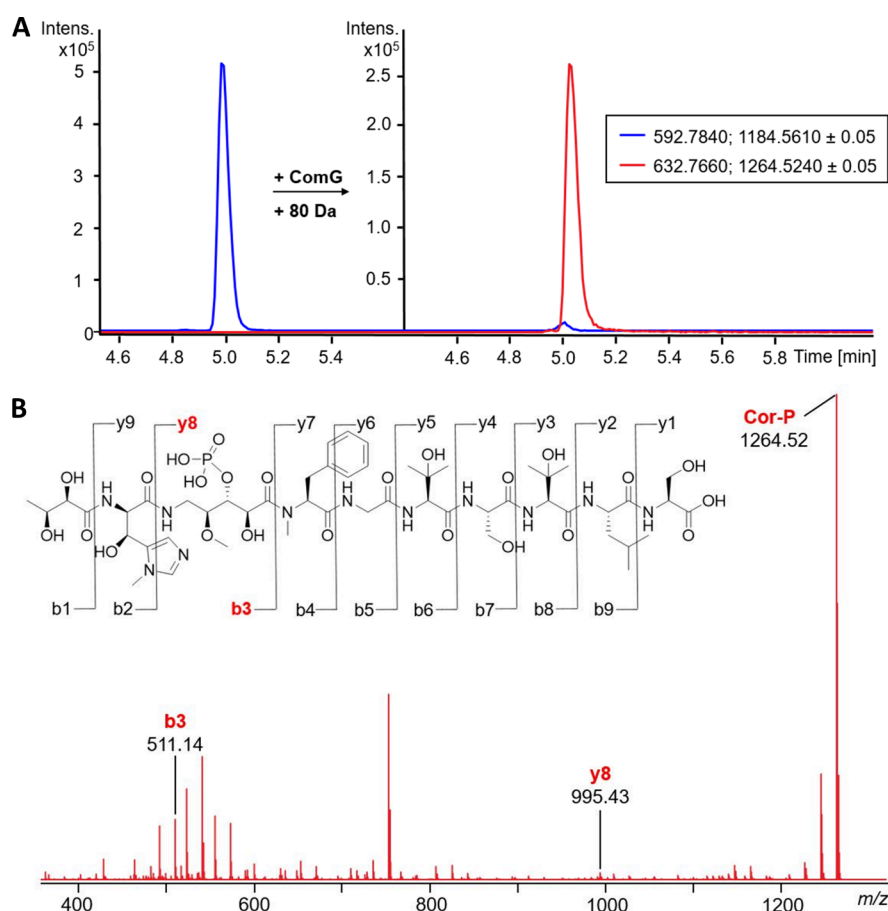 A
Intens.
x10⁵
5
4
3
2
1
0
4.6 4.8 5.0 5.2 5.4
+ ComG
+ 80 Da
Intens.
x10⁵
2.5
2.0
1.5
1.0
0.5
4.6 4.8 5.0 5.2 5.4 5.6 5.8 Time [min]
592.7840; 1184.5610 ± 0.05
632.7660; 1264.5240 ± 0.05
B
y9 y8 y7 y6 y5 y4 y3 y2 y1
HO P O
HO O
OH OH
OH H N O O H N O N O H N O H N O H N O H N O H N O OH
OH O HO N H O OH O N H O OH N H O N H O
N N
b1 b2 b3 b4 b5 b6 b7 b8 b9
Cor-P
1264.52
b3
511.14
y8
995.43
400 600 800 1000 1200 m/z